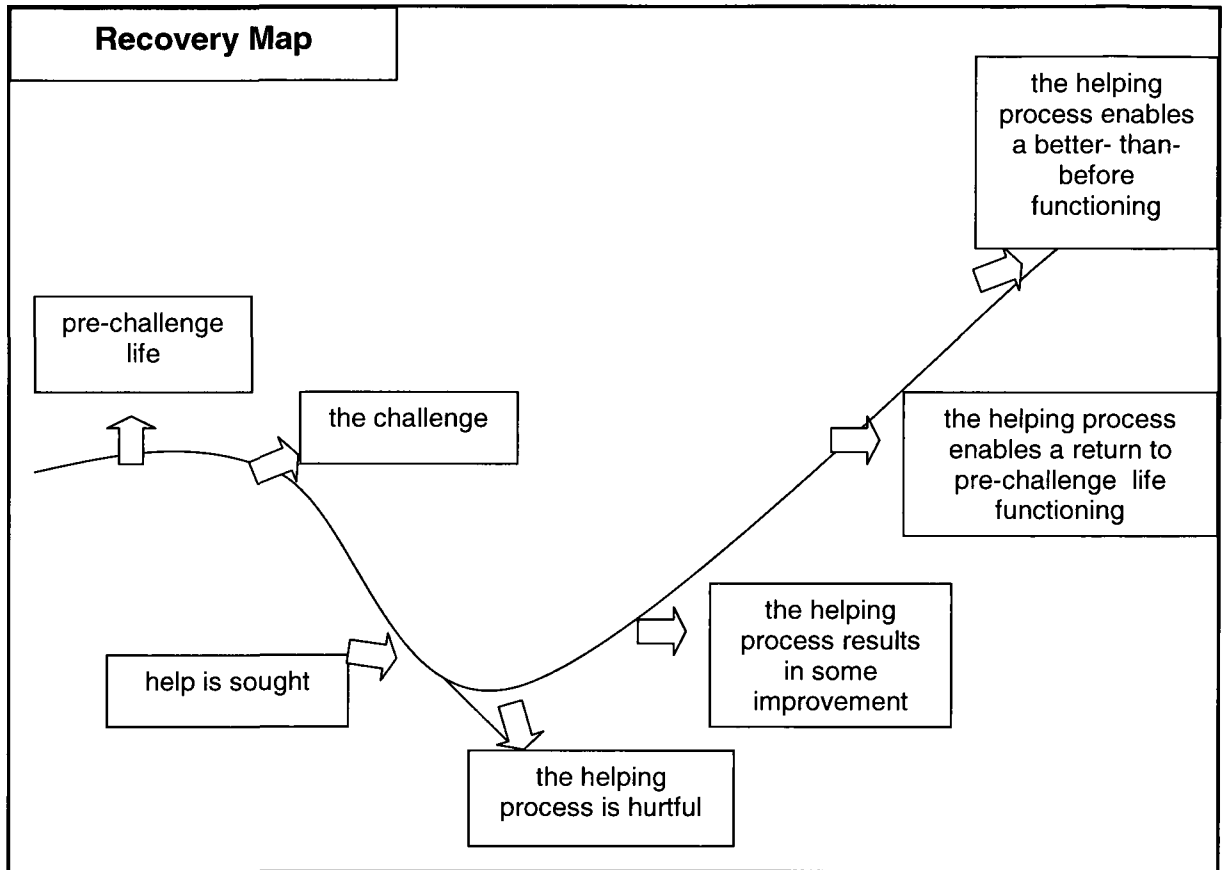 Recovery Map
the helping
process enables
a better- than-
before
functioning
pre-challenge
life
the challenge
the helping process
enables a return to
pre-challenge life
functioning
the helping
process results
in some
improvement
help is sought
the helping
process is hurtful